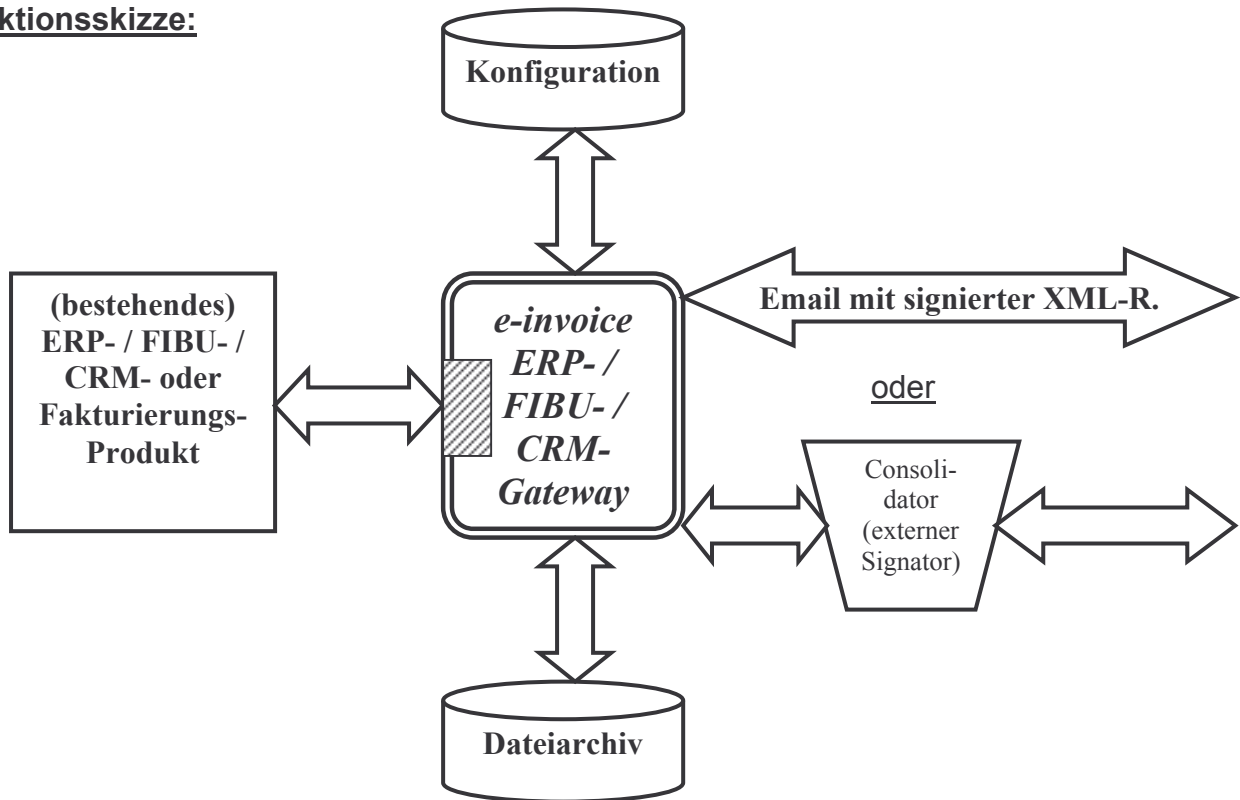 ktionsskizze:
Konfiguration
(bestehendes)
ERP- / FIBU- /
CRM- oder
Fakturierungs-
Produkt
e-invoice
ERP- /
FIBU- /
CRM-
Gateway
Email mit signierter XML-R.
oder
Consoli-
dator
(externer
Signator)
Dateiarchiv